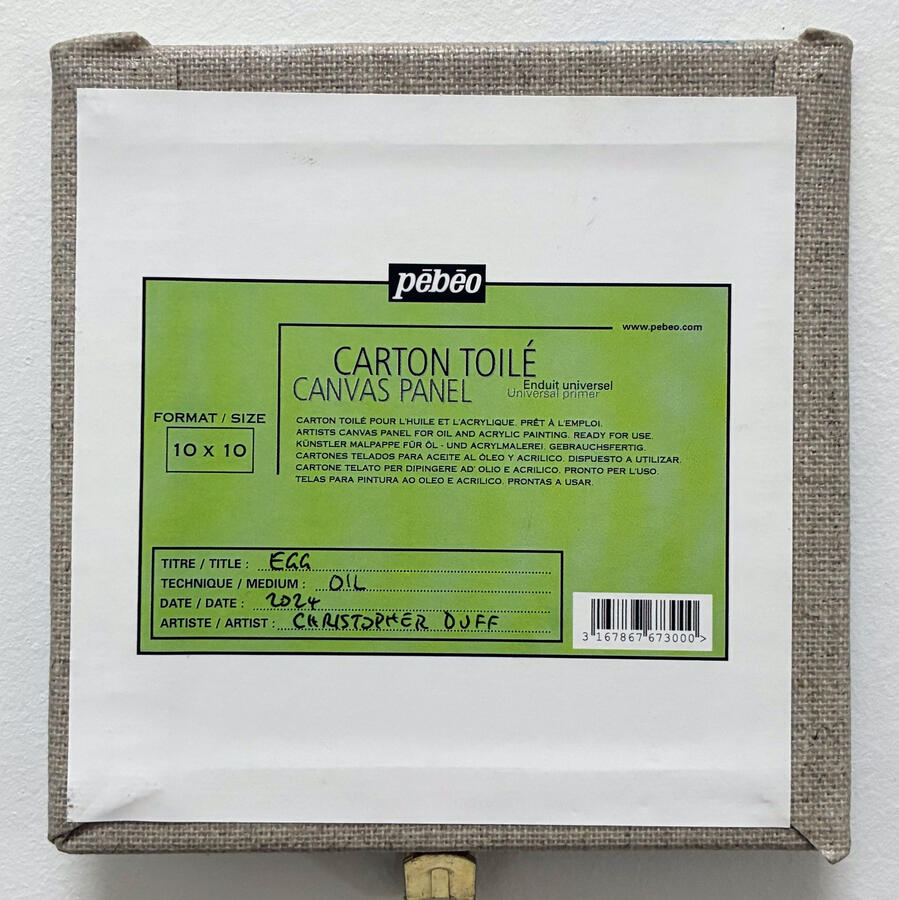 pēbēo
www.pebeo.com
CARTON TOILÉ
CANVAS PANEL
Enduit universel
Universal primer
FORMAT / SIZE
10 x 10
CARTON TOILÉ POUR L'HUILE ET L'ACRYLIQUE. PRÊT À L'EMPLOI.
ARTISTS CANVAS PANEL FOR OIL AND ACRYLIC PAINTING. READY FOR USE.
KÜNSTLER MALPAPPE FÜR ÖL - UND ACRYLMALEREI. GEBRAUCHSFERTIG.
CARTONES TELADOS PARA ACEITE AL ÓLEO Y ACRILICO. DISPUESTO A UTILIZAR.
CARTONE TELATO PER DIPINGERE AD' OLIO E ACRILICO. PRONTO PER L'USO.
TELAS PARA PINTURA AO OLEO E ACRILICO. PRONTAS A USAR.
TITRE / TITLE : EGG
TECHNIQUE / MEDIUM : OIL
DATE / DATE : 2024
ARTISTE / ARTIST : CHRISTOPHER DUFF
3 167867 673000 >